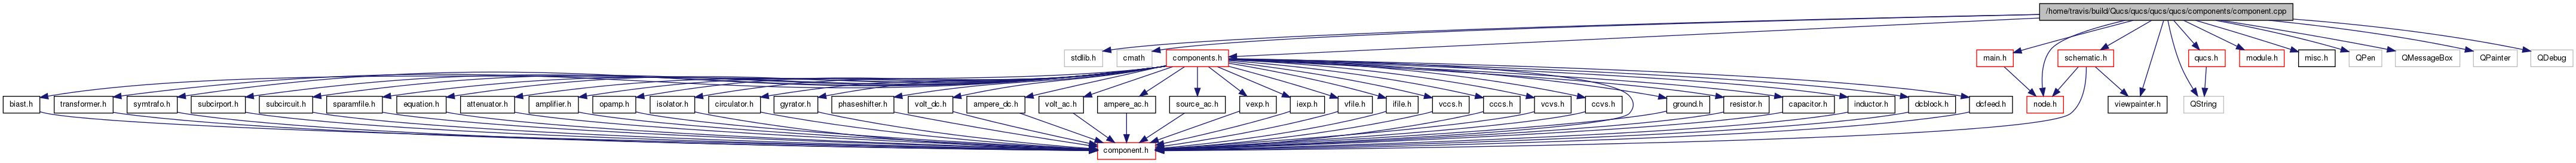 /home/travis/build/Qucs/qucs/qucs/qucs/components/component.cpp
stdlib.h
cmath
components.h
main.h
schematic.h
qucs.h
module.h
misc.h
QPen
QMessageBox
QPainter
QDebug
biast.h
transformer.h
symtrafo.h
subcirport.h
subcircuit.h
sparamfile.h
equation.h
attenuator.h
amplifier.h
opamp.h
isolator.h
circulator.h
gyrator.h
phaseshifter.h
volt_dc.h
ampere_dc.h
volt_ac.h
ampere_ac.h
source_ac.h
vexp.h
iexp.h
vfile.h
ifile.h
vccs.h
cccs.h
vcvs.h
ccvs.h
ground.h
resistor.h
capacitor.h
inductor.h
dcblock.h
dcfeed.h
node.h
viewpainter.h
QString
component.h